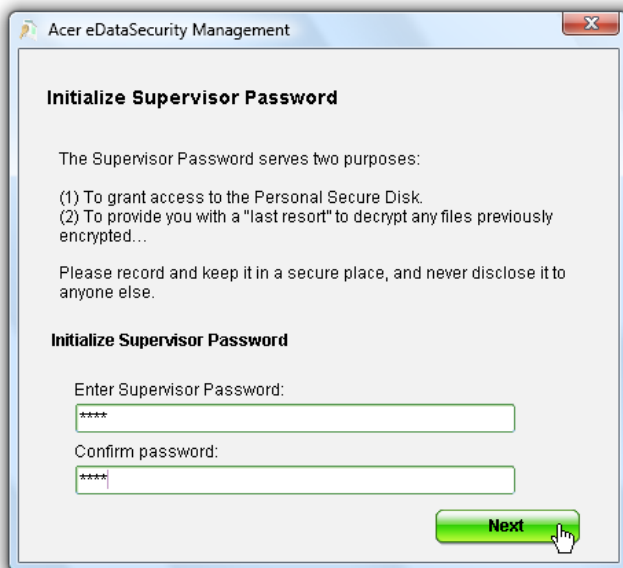 Acer eDataSecurity Management
Initialize Supervisor Password
The Supervisor Password serves two purposes:
(1) To grant access to the Personal Secure Disk.
(2) To provide you with a "last resort" to decrypt any files previously
encrypted...
Please record and keep it in a secure place, and never disclose it to
anyone else.
Initialize Supervisor Password
Enter Supervisor Password:
****
Confirm password:
****
Next